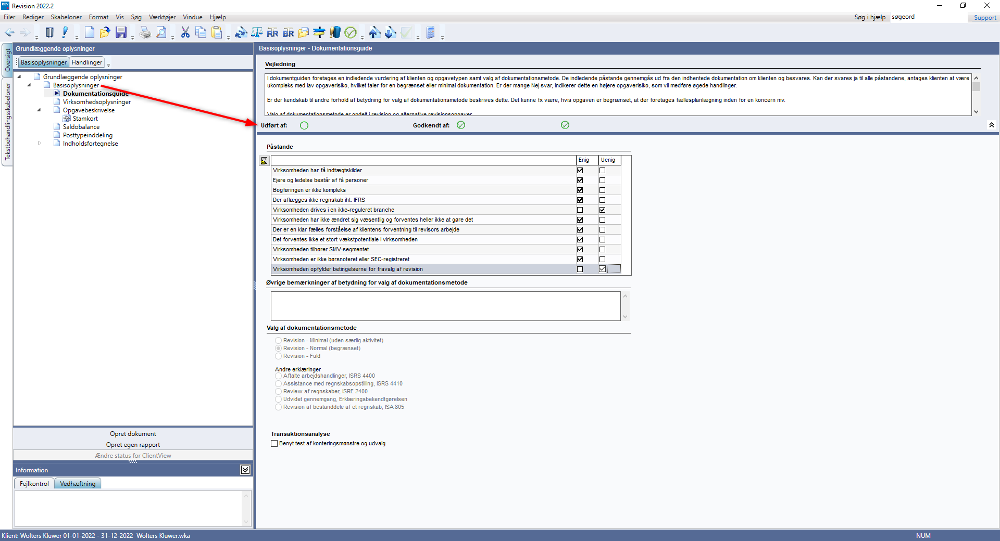 REV
Revision 2022.2
Filer Rediger Skabeloner Format Vis Søg Værktøjer Vindue Hjælp
Søg i hjælp søgeord Support
RR BR
Oversigt
Tekstbehandlingsskabeloner
Grundlæggende oplysninger
Basisoplysninger Handlinger
Grundlæggende oplysninger
Basisoplysninger
Dokumentationsguide
Virksomhedsoplysninger
Opgavebeskrivelse
Stamkort
Saldobalance
Posttypeinddeling
Indholdsfortegnelse
Opret dokument
Opret egen rapport
Ændre status for ClientView
Information
Fejlkontrol Vedhæftning
Basisoplysninger - Dokumentationsguide
Vejledning
I dokumentguiden foretages en indledende vurdering af klienten og opgavetypen samt valg af dokumentationsmetode. De indledende påstande gennemgås ud fra den indhentede dokumentation om klienten og besvares. Kan der svares ja til alle påstandene, antages klienten at være
ukompleks med lav opgaverisiko, hvilket taler for en begrænset eller minimal dokumentation. Er der mange Nej svar, indikerer dette en højere opgaverisiko, som vil medføre øgede handlinger.
Er der kendskab til andre forhold af betydning for valg af dokumentationsmetode beskrives dette. Det kunne fx være, hvis opgaven er begrænset, at der foretages fællesplanlægning inden for en koncern mv.
Valg af dokumentationsmetode er opdelt i revision og alternative revisionsopgaver
Udført af: Godkendt af:
Påstande
Enig Uenig
Virksomheden har få indtægtskilder
Ejere og ledelse består af få personer
Bogføringen er ikke kompleks
Der aflægges ikke regnskab iht. IFRS
Virksomheden drives i en ikke-reguleret branche
Virksomheden har ikke ændret sig væsentlig og forventes heller ikke at gøre det
Der er en klar fælles forståelse af klientens forventning til revisors arbejde
Det forventes ikke et stort vækstpotentiale i virksomheden
Virksomheden tilhører SMV-segmentet
Virksomheden er ikke børsnoteret eller SEC-registreret
Virksomheden opfylder betingelserne for fravalg af revision
Øvrige bemærkninger af betydning for valg af dokumentationsmetode
Valg af dokumentationsmetode
Revision - Minimal (uden særlig aktivitet)
Revision - Normal (begrænset)
Revision - Fuld
Andre erklæringer
Aftalte arbejdshandlinger, ISRS 4400
Assistance med regnskabsopstilling, ISRS 4410
Review af regnskaber, ISRE 2400
Udvidet gennemgang, Erklæringsbekendtgørelsen
Revision af bestanddele af et regnskab, ISA 805
Transaktionsanalyse
Benyt test af konteringsmønstre og udvalg
Klient: Wolters Kluwer 01-01-2022 - 31-12-2022 Wolters Kluwer.wka
NUM